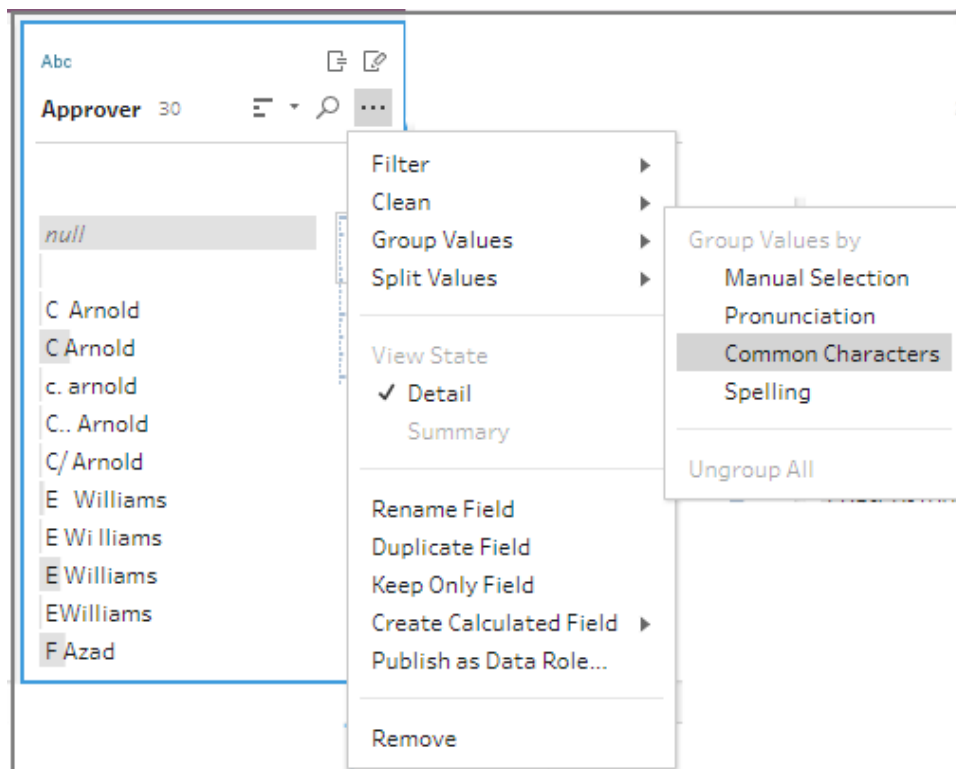 Abc
Approver 30
null
C Arnold
C Arnold
c. arnold
C.. Arnold
C/ Arnold
E  Williams
E Wi lliams
E Williams
EWilliams
F Azad
Filter
Clean
Group Values
Split Values
View State
✓ Detail
Summary
Rename Field
Duplicate Field
Keep Only Field
Create Calculated Field
Publish as Data Role...
Remove
Group Values by
Manual Selection
Pronunciation
Common Characters
Spelling
Ungroup All